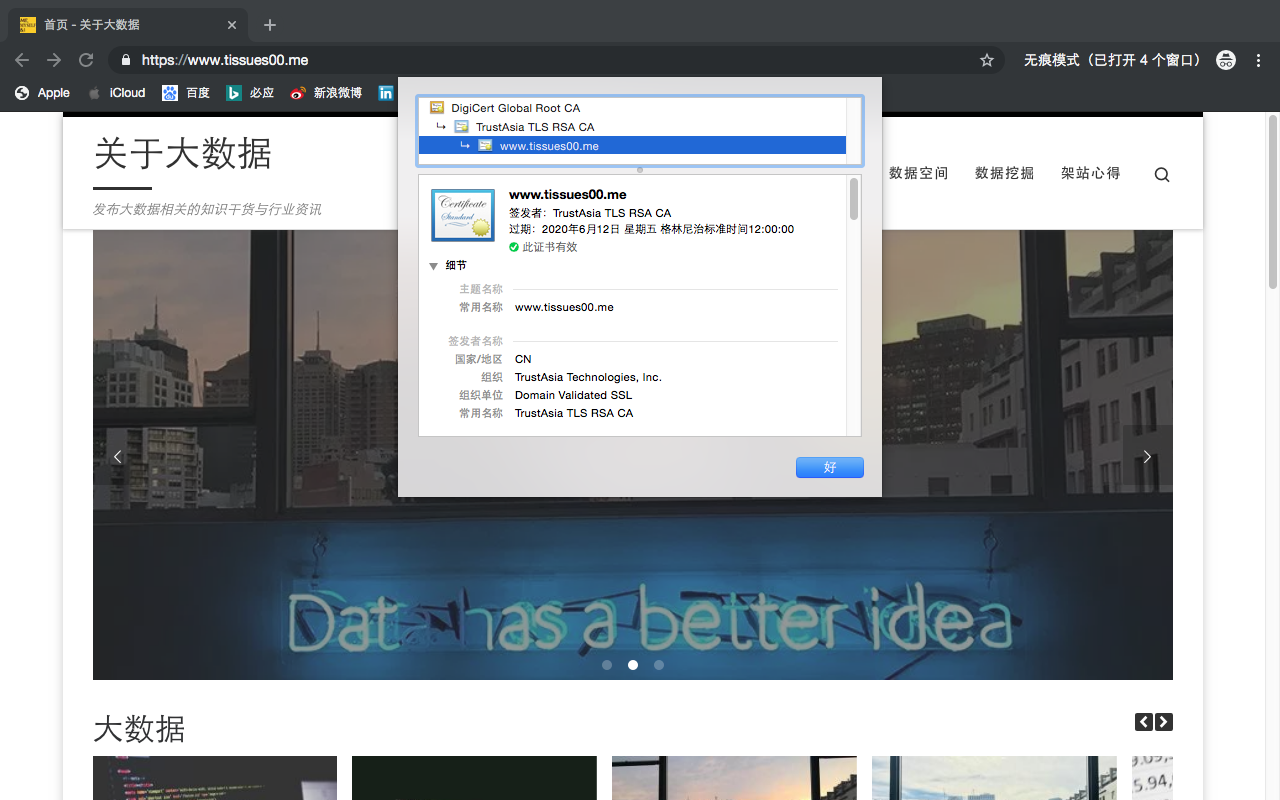 首页 - 关于大数据
https://www.tissues00.me
无痕模式（已打开 4 个窗口）
Apple
iCloud
百度
必应
新浪微博
DigiCert Global Root CA
TrustAsia TLS RSA CA
www.tissues00.me
关于大数据
发布大数据相关的知识干货与行业资讯
数据空间
数据挖掘
架站心得
Certificate
Standard
www.tissues00.me
签发者：TrustAsia TLS RSA CA
过期：2020年6月12日 星期五 格林尼治标准时间12:00:00
此证书有效
细节
主题名称
常用名称 www.tissues00.me
签发者名称
国家/地区 CN
组织 TrustAsia Technologies, Inc.
组织单位 Domain Validated SSL
常用名称 TrustAsia TLS RSA CA
好
Data has a better idea
大数据
5.94,